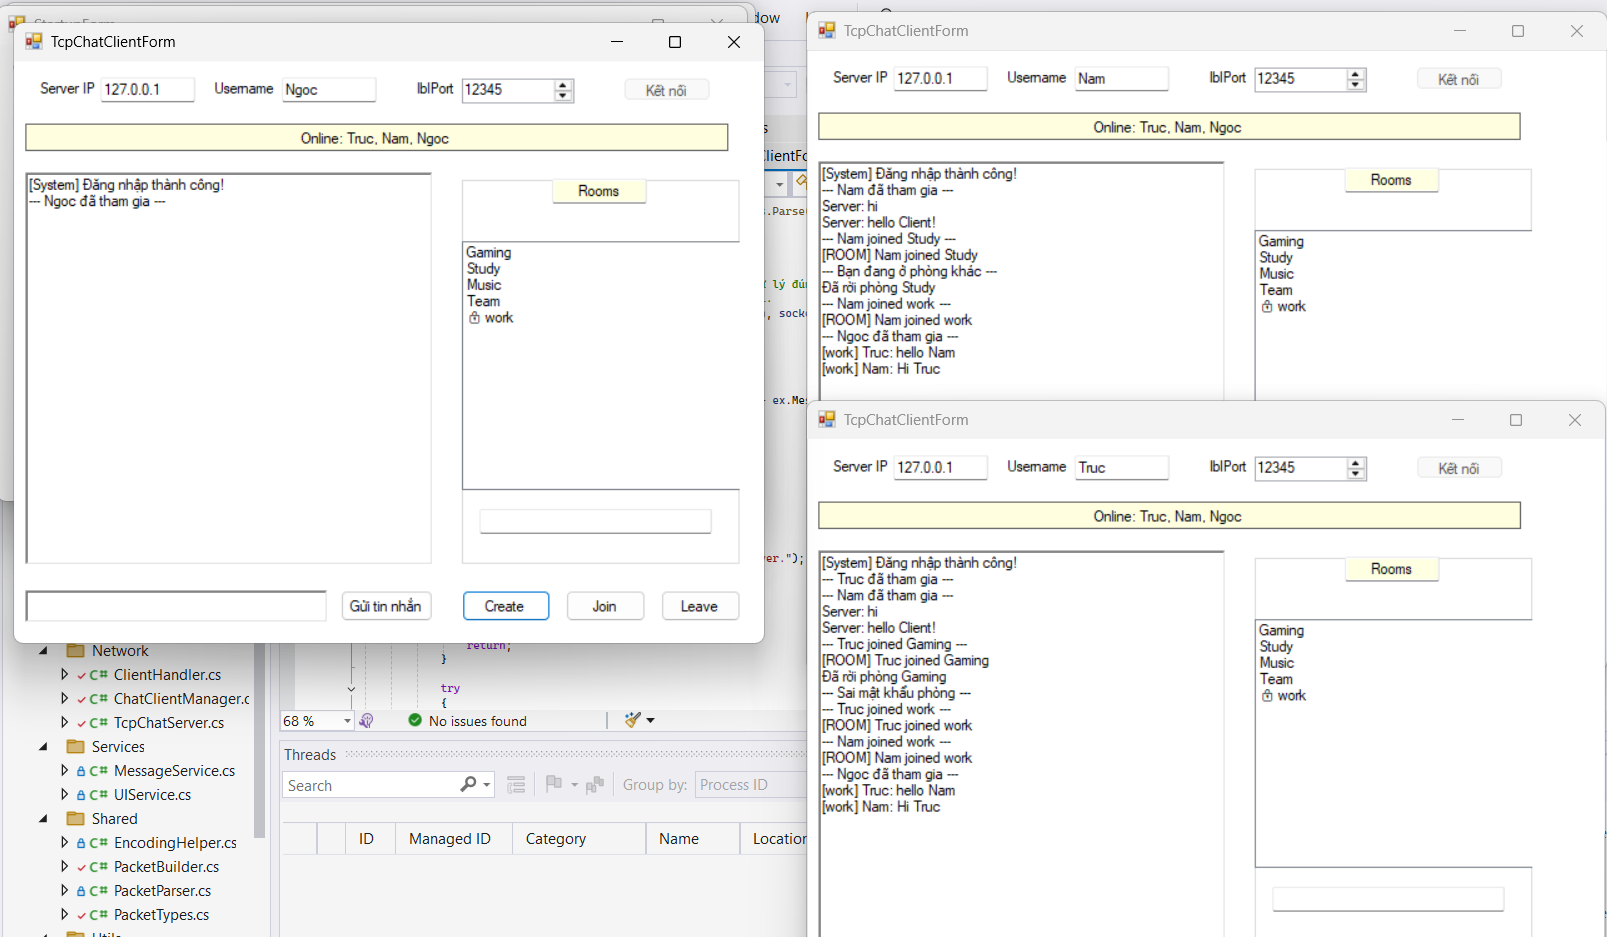 TcpChatClientForm
Server IP 127.0.0.1 Username Ngoc lblPort 12345 Kết nối
Online: Truc, Nam, Ngoc
[System] Đăng nhập thành công!
--- Ngoc đã tham gia ---
Rooms
Gaming
Study
Music
Team
🔒 work
Gửi tin nhắn Create Join Leave
TcpChatClientForm
Server IP 127.0.0.1 Username Nam lblPort 12345 Kết nối
Online: Truc, Nam, Ngoc
[System] Đăng nhập thành công!
--- Nam đã tham gia ---
Server: hi
Server: hello Client!
--- Nam joined Study ---
[ROOM] Nam joined Study
--- Bạn đang ở phòng khác ---
Đã rời phòng Study
--- Nam joined work ---
[ROOM] Nam joined work
--- Ngoc đã tham gia ---
[work] Truc: hello Nam
[work] Nam: Hi Truc
Rooms
Gaming
Study
Music
Team
🔒 work
TcpChatClientForm
Server IP 127.0.0.1 Username Truc lblPort 12345 Kết nối
Online: Truc, Nam, Ngoc
[System] Đăng nhập thành công!
--- Truc đã tham gia ---
--- Nam đã tham gia ---
Server: hi
Server: hello Client!
--- Truc joined Gaming ---
[ROOM] Truc joined Gaming
Đã rời phòng Gaming
--- Sai mật khẩu phòng ---
--- Truc joined work ---
[ROOM] Truc joined work
--- Nam joined work ---
[ROOM] Nam joined work
--- Ngoc đã tham gia ---
[work] Truc: hello Nam
[work] Nam: Hi Truc
Rooms
Gaming
Study
Music
Team
🔒 work
dow
ClientFo
s.Parse(
lý đún
, socke
ex.Mes
ver.");
return;
}
try
{
68 % No issues found
Network
ClientHandler.cs
ChatClientManager.c
TcpChatServer.cs
Services
MessageService.cs
UIService.cs
Shared
EncodingHelper.cs
PacketBuilder.cs
PacketParser.cs
PacketTypes.cs
Threads
Search Group by: Process ID
ID Managed ID Category Name Location